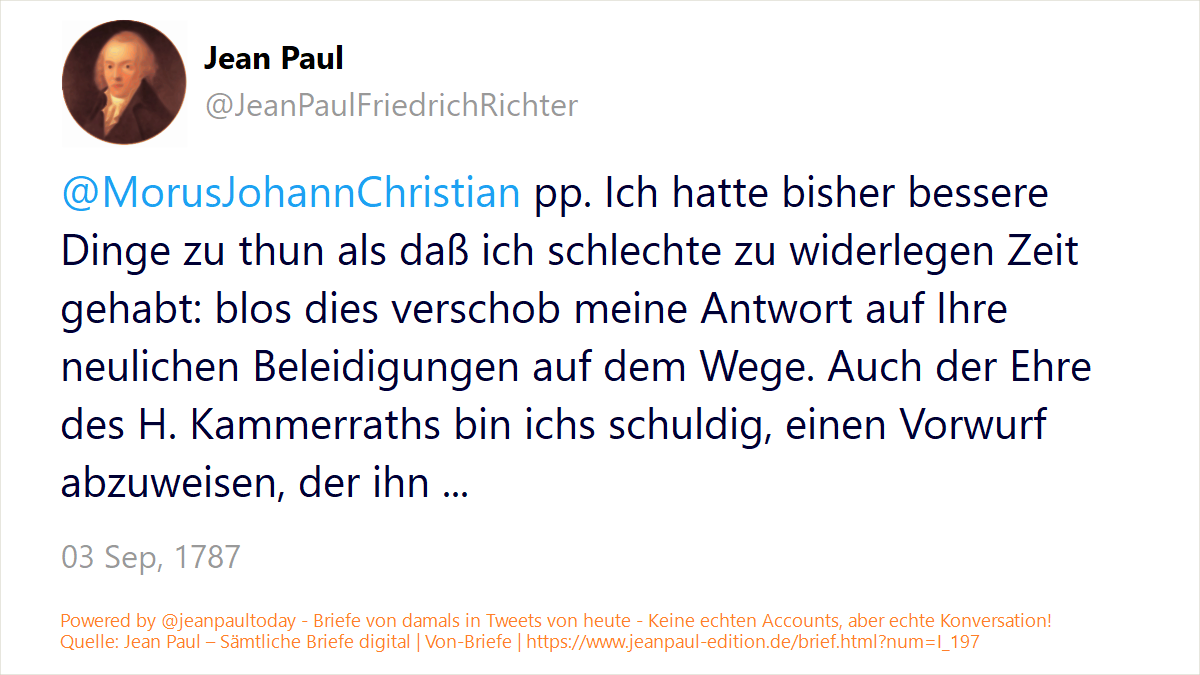 Jean Paul
@JeanPaulFriedrichRichter
@MorusJohannChristian pp. Ich hatte bisher bessere
Dinge zu thun als daß ich schlechte zu widerlegen Zeit
gehabt: blos dies verschob meine Antwort auf Ihre
neulichen Beleidigungen auf dem Wege. Auch der Ehre
des H. Kammerraths bin ichs schuldig, einen Vorwurf
abzuweisen, der ihn ...
03 Sep, 1787
Powered by @jeanpaultoday - Briefe von damals in Tweets von heute - Keine echten Accounts, aber echte Konversation!
Quelle: Jean Paul – Sämtliche Briefe digital | Von-Briefe | https://www.jeanpaul-edition.de/brief.html?num=I_197